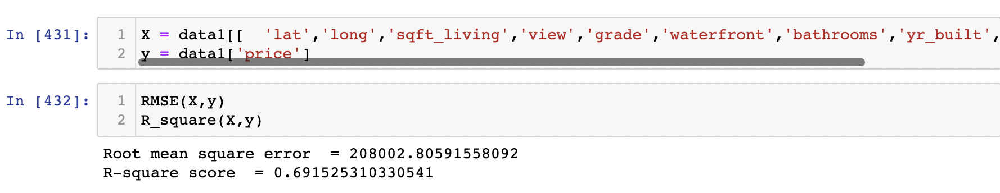 In [431]:
1 X = data1[[  'lat','long','sqft_living','view','grade','waterfront','bathrooms','yr_built',
2 y = data1['price']
In [432]:
1 RMSE(X,y)
2 R_square(X,y)
Root mean square error  = 208002.80591558092
R-square score  = 0.691525310330541